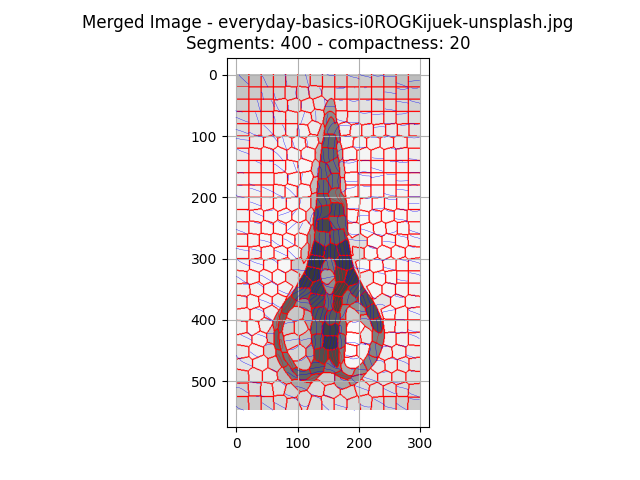 Merged Image - everyday-basics-i0ROGKijuek-unsplash.jpg
Segments: 400 - compactness: 20
0
100
200
300
400
500
0 100 200 300